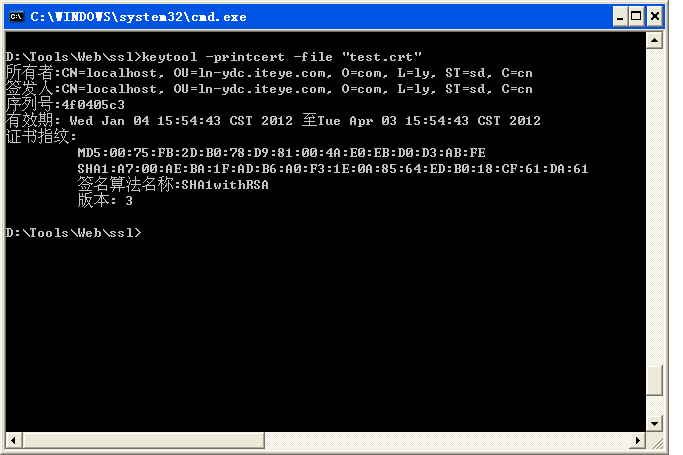 C:\WINDOWS\system32\cmd.exe
D:\Tools\Web\ssl>keytool -printcert -file "test.crt"
所有者:CN=localhost, OU=ln-ydc.iteye.com, O=com, L=ly, ST=sd, C=cn
签发人:CN=localhost, OU=ln-ydc.iteye.com, O=com, L=ly, ST=sd, C=cn
序列号:4f0405c3
有效期: Wed Jan 04 15:54:43 CST 2012 至Tue Apr 03 15:54:43 CST 2012
证书指纹:
MD5:00:75:FB:2D:B0:78:D9:81:00:4A:E0:EB:D0:D3:AB:FE
SHA1:A7:00:AE:BA:1F:AD:B6:A0:F3:1E:0A:85:64:ED:B0:18:CF:61:DA:61
签名算法名称:SHA1withRSA
版本: 3
D:\Tools\Web\ssl>